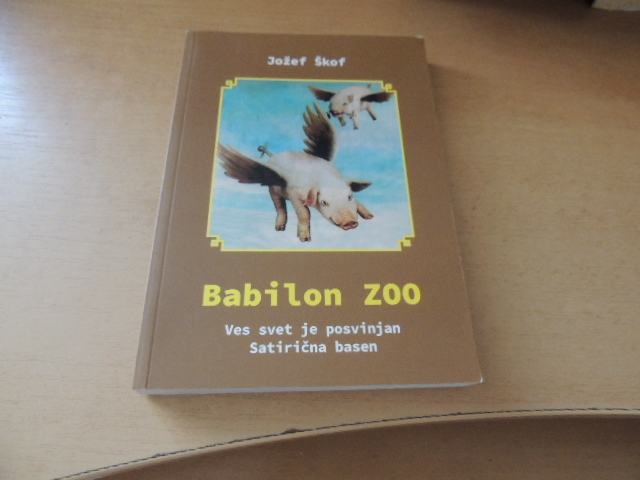 Jožef Škof
Babilon ZOO
Ves svet je posvinjan
Satirična basen